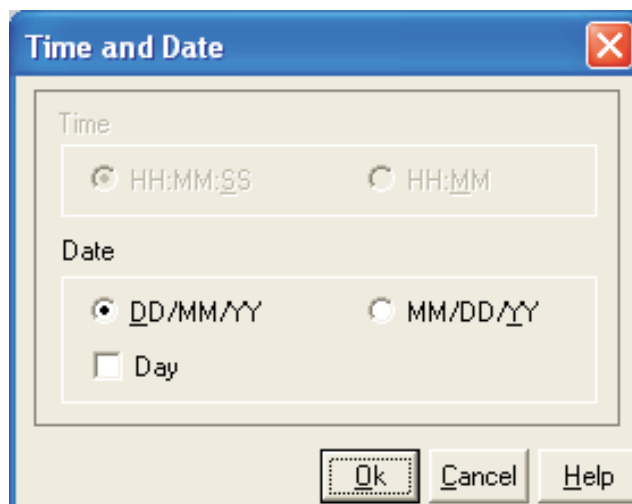 Time and Date
Time
HH:MM:SS HH:MM
Date
DD/MM/YY MM/DD/YY
Day
Ok Cancel Help